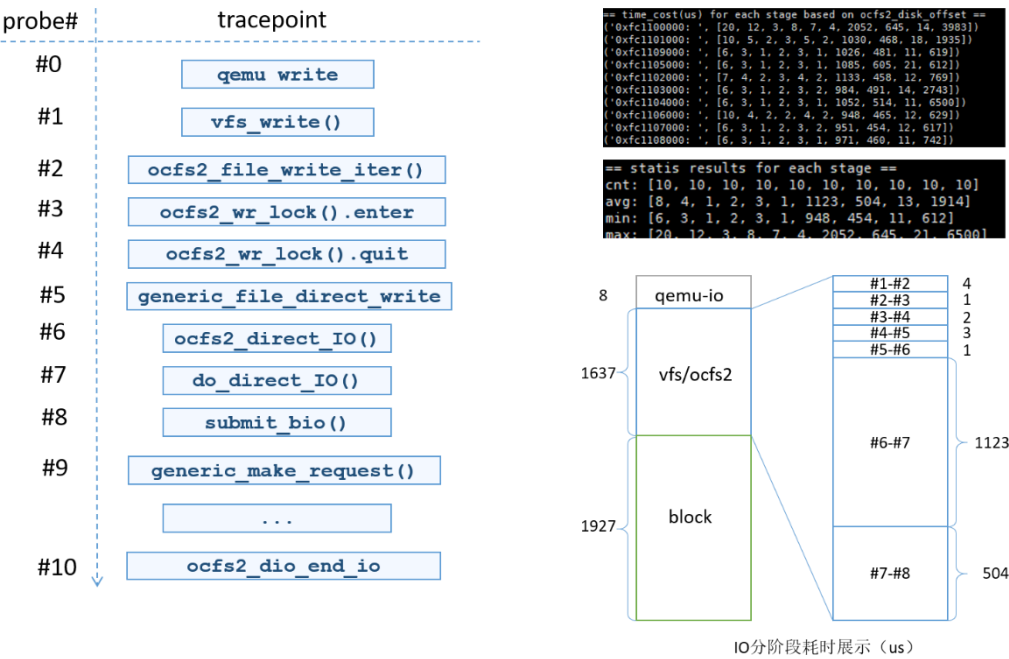 probe# tracepoint
#0 qemu write
#1 vfs_write()
#2 ocfs2_file_write_iter()
#3 ocfs2_wr_lock().enter
#4 ocfs2_wr_lock().quit
#5 generic_file_direct_write
#6 ocfs2_direct_IO()
#7 do_direct_IO()
#8 submit_bio()
#9 generic_make_request()
...
#10 ocfs2_dio_end_io
== time_cost(us) for each stage based on ocfs2_disk_offset ==
('0xfc1100000: ', [20, 12, 3, 8, 7, 4, 2052, 645, 14, 3983])
('0xfc1101000: ', [10, 5, 2, 3, 5, 2, 1030, 468, 18, 1935])
('0xfc1109000: ', [6, 3, 1, 2, 3, 1, 1026, 481, 11, 619])
('0xfc1105000: ', [6, 3, 1, 2, 3, 1, 1085, 605, 21, 612])
('0xfc1102000: ', [7, 4, 2, 3, 4, 2, 1133, 458, 12, 769])
('0xfc1103000: ', [6, 3, 1, 2, 3, 2, 984, 491, 14, 2743])
('0xfc1104000: ', [6, 3, 1, 2, 3, 1, 1052, 514, 11, 6500])
('0xfc1106000: ', [10, 4, 2, 2, 4, 2, 948, 465, 12, 629])
('0xfc1107000: ', [6, 3, 1, 2, 3, 2, 951, 454, 12, 617])
('0xfc1108000: ', [6, 3, 1, 2, 3, 1, 971, 460, 11, 742])
== statis results for each stage ==
cnt: [10, 10, 10, 10, 10, 10, 10, 10, 10, 10]
avg: [8, 4, 1, 2, 3, 1, 1123, 504, 13, 1914]
min: [6, 3, 1, 2, 3, 1, 948, 454, 11, 612]
max: [20, 12, 3, 8, 7, 4, 2052, 645, 21, 6500]
8 qemu-io
1637 vfs/ocfs2
1927 block
#1-#2 4
#2-#3 1
#3-#4 2
#4-#5 3
#5-#6 1
#6-#7 1123
#7-#8 504
IO分阶段耗时展示（us）